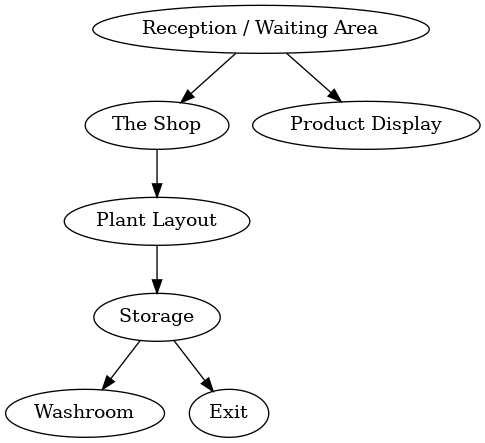 Reception / Waiting Area
The Shop
Product Display
Plant Layout
Storage
Washroom
Exit